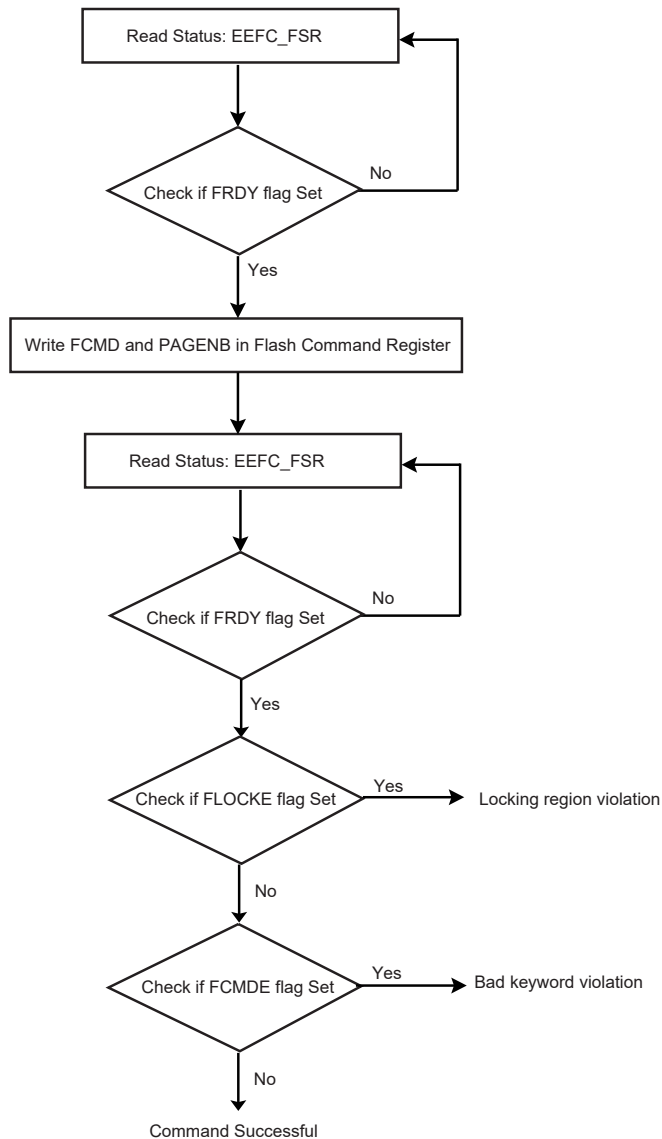 Read Status: EEFC_FSR
No
Check if FRDY flag Set
Yes
Write FCMD and PAGENB in Flash Command Register
Read Status: EEFC_FSR
No
Check if FRDY flag Set
Yes
Check if FLOCKE flag Set
Yes
Locking region violation
No
Check if FCMDE flag Set
Yes
Bad keyword violation
No
Command Successful